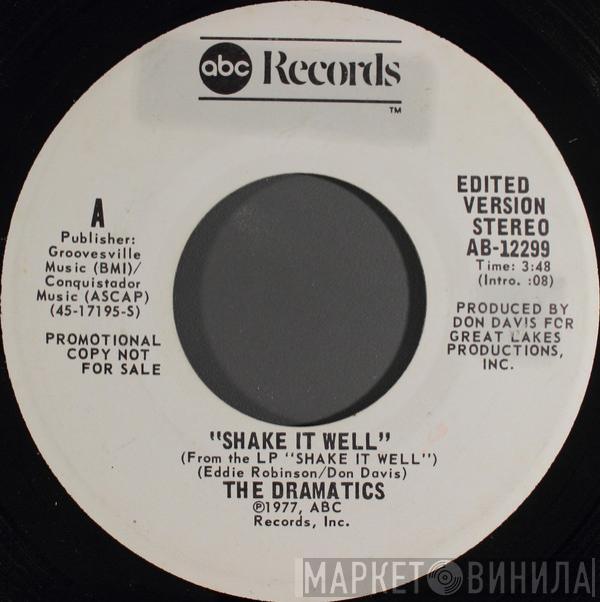 abc Records
TM
A
Publisher:
Groovesville
Music (BMI)/
Conquistador
Music (ASCAP)
(45-17195-S)
PROMOTIONAL
COPY NOT
FOR SALE
EDITED
VERSION
STEREO
AB-12299
Time: 3:48
(Intro. :08)
PRODUCED BY
DON DAVIS FOR
GREAT LAKES
PRODUCTIONS,
INC.
"SHAKE IT WELL"
(From the LP "SHAKE IT WELL")
(Eddie Robinson/Don Davis)
THE DRAMATICS
℗1977, ABC
Records, Inc.
МАРКЕТ ВИНИЛА